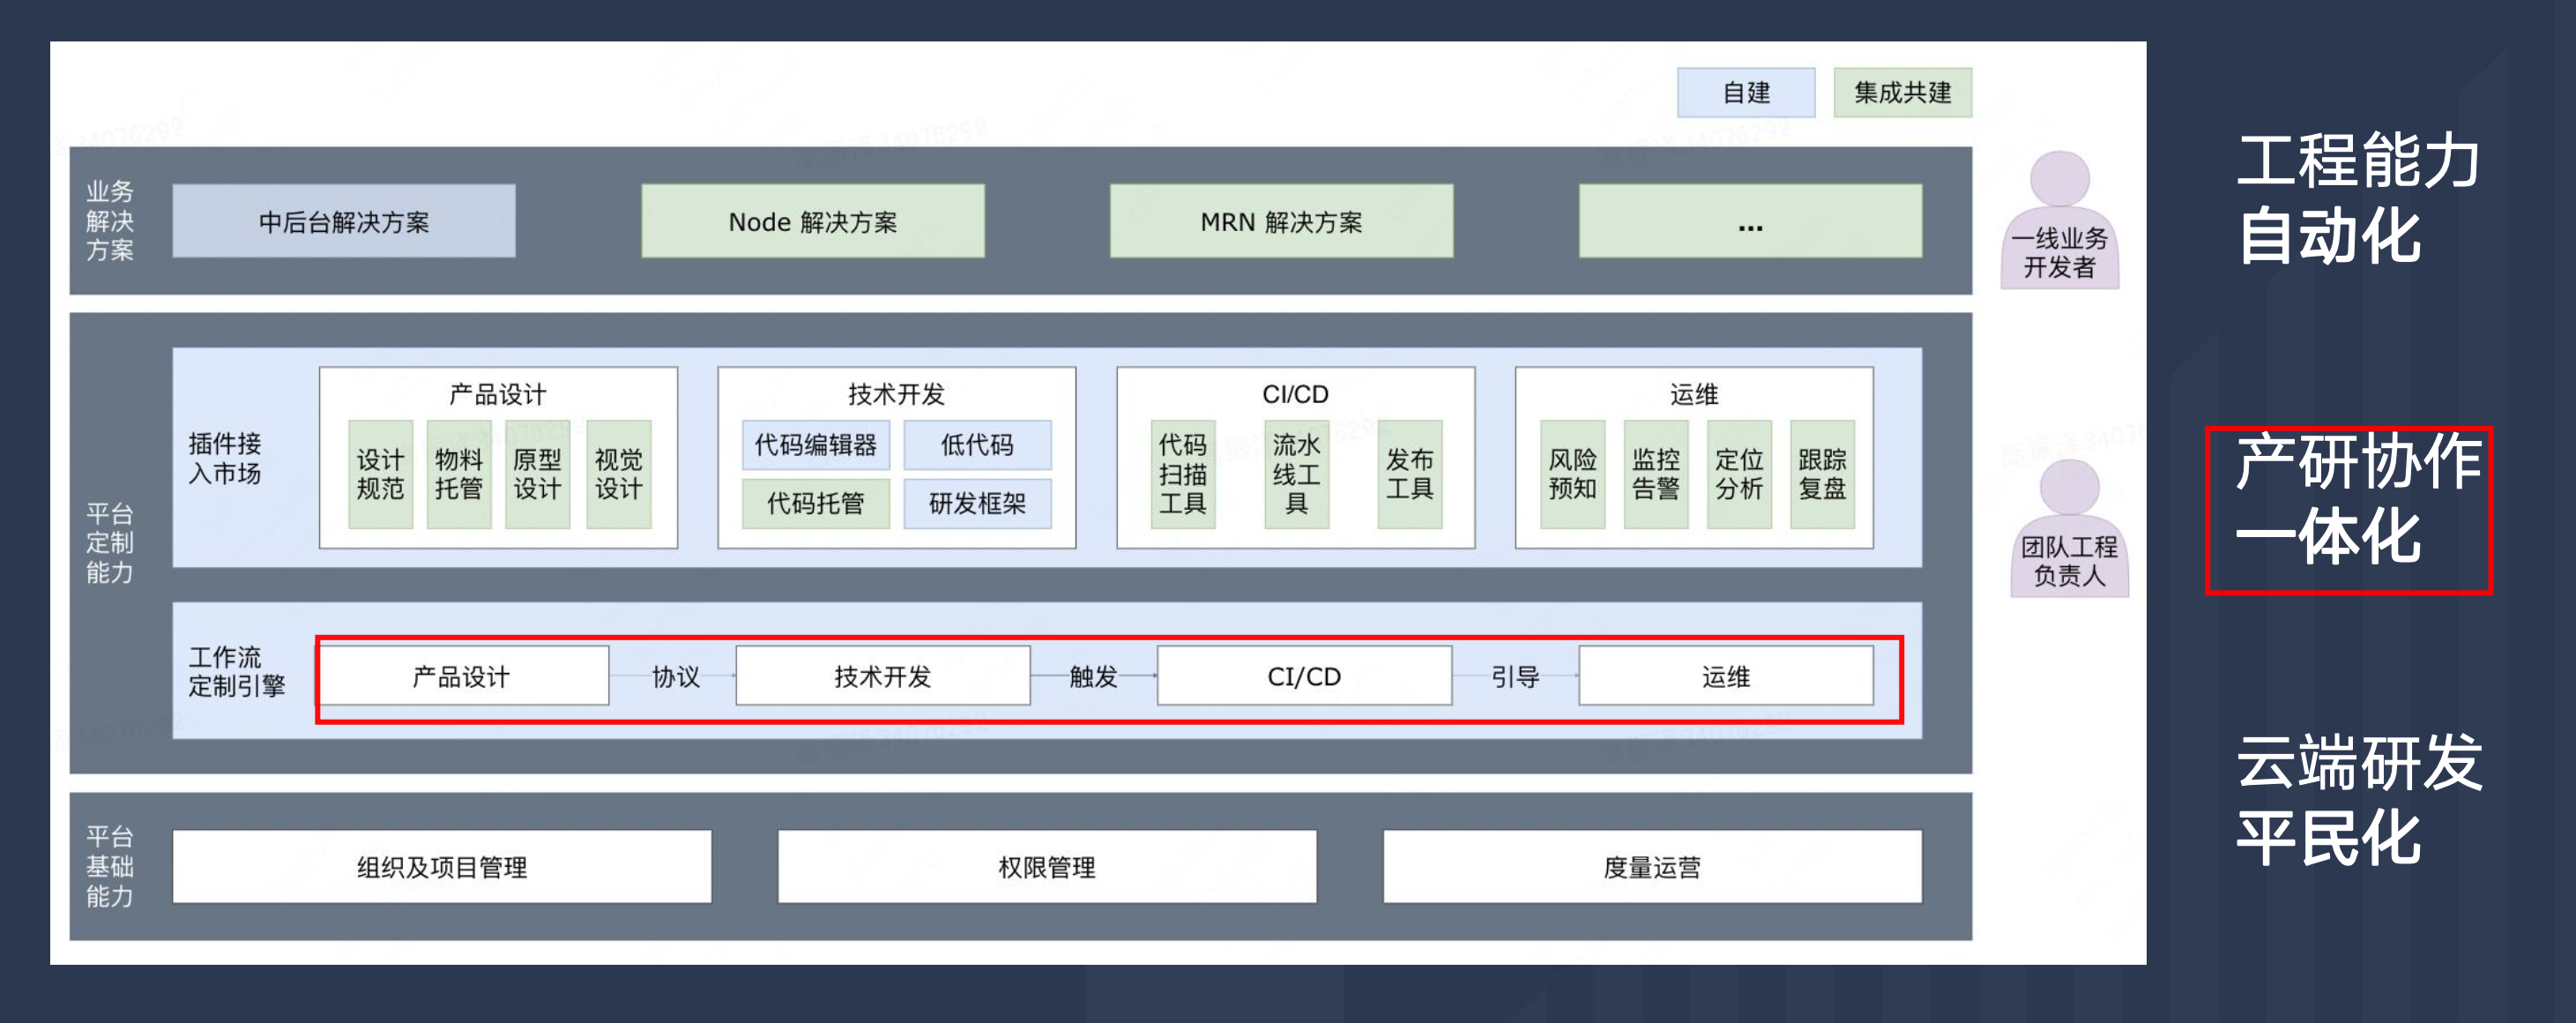 自建
集成共建
业务
解决
方案
中后台解决方案
Node 解决方案
MRN 解决方案
...
一线业务
开发者
平台
定制
能力
插件接
入市场
产品设计
设计
规范
物料
托管
原型
设计
视觉
设计
技术开发
代码编辑器
低代码
代码托管
研发框架
CI/CD
代码
扫描
工具
流水
线工
具
发布
工具
运维
风险
预知
监控
告警
定位
分析
跟踪
复盘
团队工程
负责人
工作流
定制引擎
产品设计
协议
技术开发
触发
CI/CD
引导
运维
平台
基础
能力
组织及项目管理
权限管理
度量运营
工程能力
自动化
产研协作
一体化
云端研发
平民化